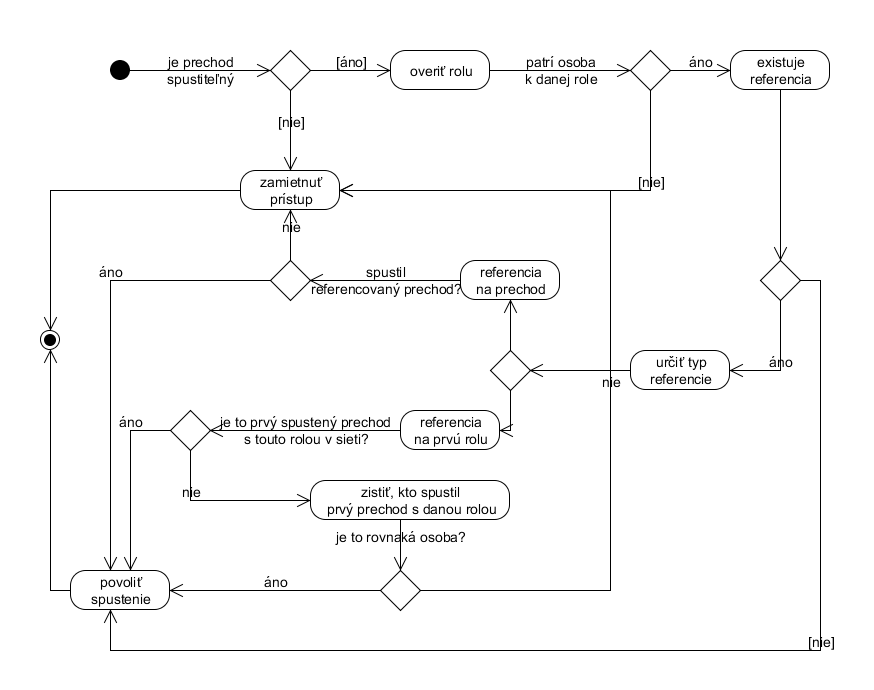 je prechod
spustiteľný
[áno]
overiť rolu
patrí osoba
k danej role
áno
existuje
referencia
[nie]
zamietnuť
prístup
[nie]
nie
áno
spustil
referencovaný prechod?
referencia
na prechod
nie
určiť typ
referencie
áno
áno
je to prvý spustený prechod
s touto rolou v sieti?
referencia
na prvú rolu
nie
zistiť, kto spustil
prvý prechod s danou rolou
je to rovnaká osoba?
povoliť
spustenie
áno
[nie]